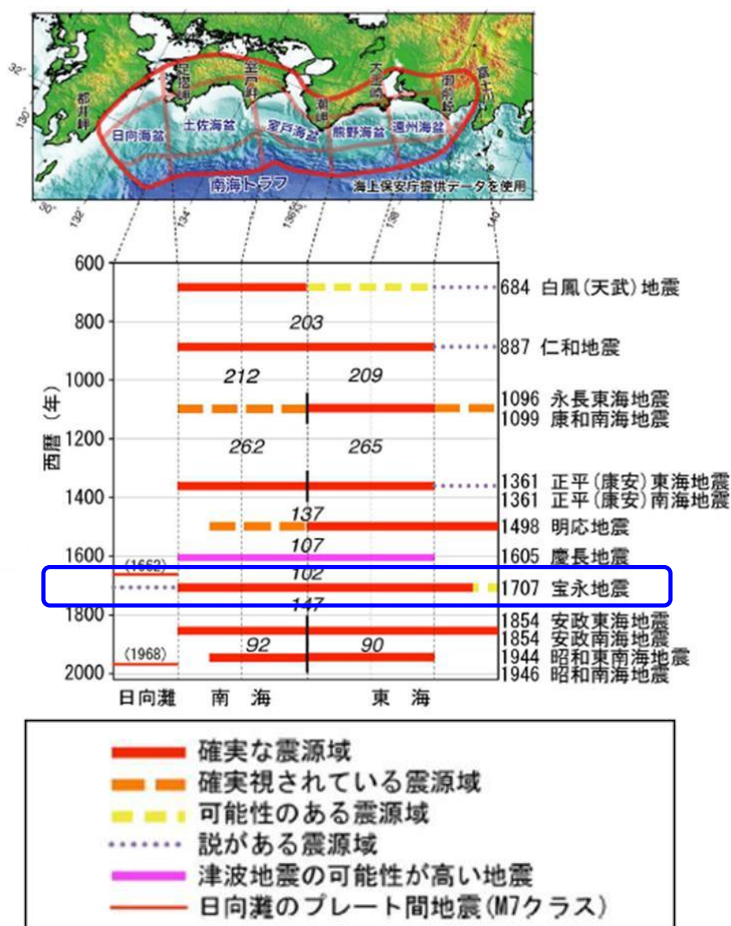 都井岬
足摺岬
室戸岬
潮岬
大王崎
御前崎
富士川
日向海盆
土佐海盆
室戸海盆
熊野海盆
遠州海盆
南海トラフ
海上保安庁提供データを使用
32°
130°
30°
132°
134°
138°
140°
西暦(年)
600
684 白鳳(天武)地震
800
203
887 仁和地震
1000
212
209
1096 永長東海地震
1099 康和南海地震
1200
262
265
1361 正平(康安)東海地震
1361 正平(康安)南海地震
1400
137
1498 明応地震
107
1600
1605 慶長地震
(1662)
102
1707 宝永地震
147
1800
1854 安政東海地震
1854 安政南海地震
92
90
(1968)
1944 昭和東南海地震
1946 昭和南海地震
2000
日向灘 南 海 東 海
確実な震源域
確実視されている震源域
可能性のある震源域
説がある震源域
津波地震の可能性が高い地震
日向灘のプレート間地震(M7クラス)